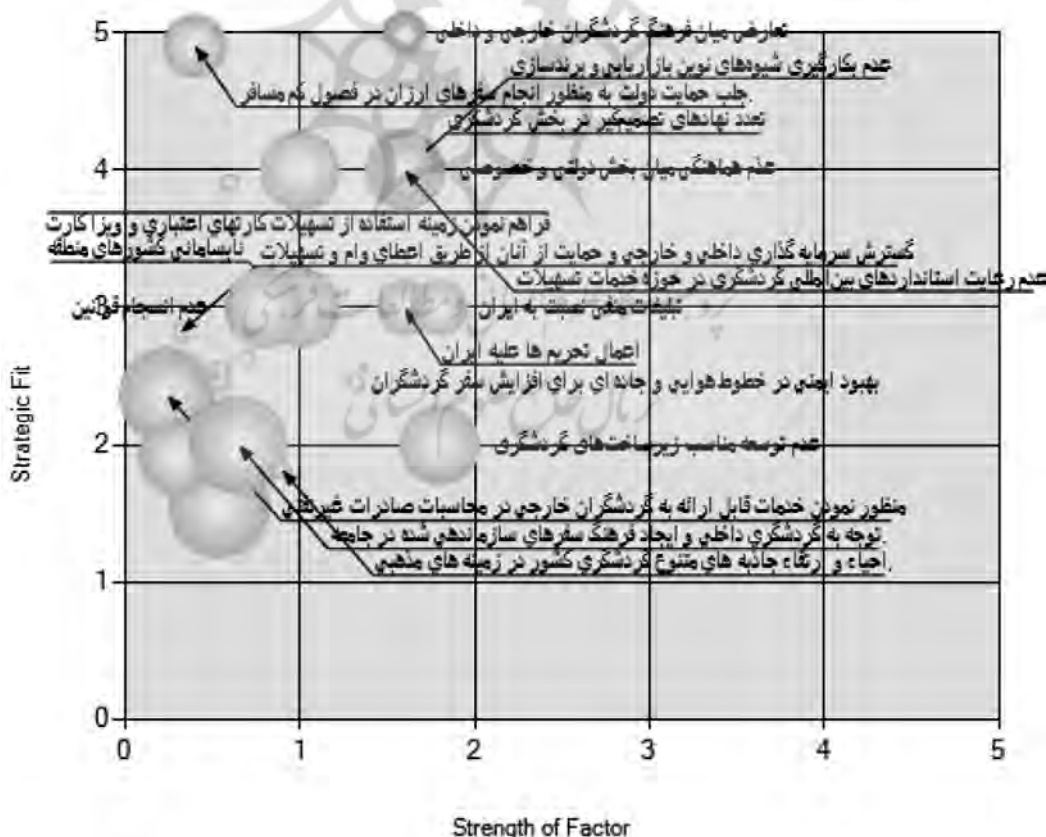 5
تعارض میان فرهنگ گردشگران خارجی و داخلی
عدم بکارگیری شیوه‌های نوین بازاریابی و برندسازی
جلب حمایت دولت به منظور انجام سفرهای ارزان در فصول کم مسافر.
تعدد نهادهای تصمیم‌گیر در بخش گردشگری
4
عدم هماهنگی میان بخش دولتی و خصوصی
فراهم نمودن زمینه استفاده از تسهیلات کارتهای اعتباری و ویزا کارت
گسترش سرمایه گذاری داخلی و خارجی و حمایت از آنان از طریق اعطای وام و تسهیلات
نابسامانی کشورهای منطقه
عدم رعایت استانداردهای بین‌المللی گردشگری در حوزه خدمات تسهیلات
3
عدم انسجام قوانین
تبلیغات منفی نسبت به ایران
اعمال تحریم ها علیه ایران
بهبود ایمنی در خطوط هوایی و جاده ای برای افزایش سفر گردشگران
2
عدم توسعه مناسب زیرساخت‌های گردشگری
منظور نمودن خدمات قابل ارائه به گردشگران خارجی در محاسبات صادرات غیرنفتی
توجه به گردشگری داخلی و ایجاد فرهنگ سفرهای سازماندهی شده در جامعه.
احیاء و ارتقاء جاذبه های متنوع گردشگری کشور در زمینه های مذهبی.
1
0
0 1 2 3 4 5
Strategic Fit
Strength of Factor